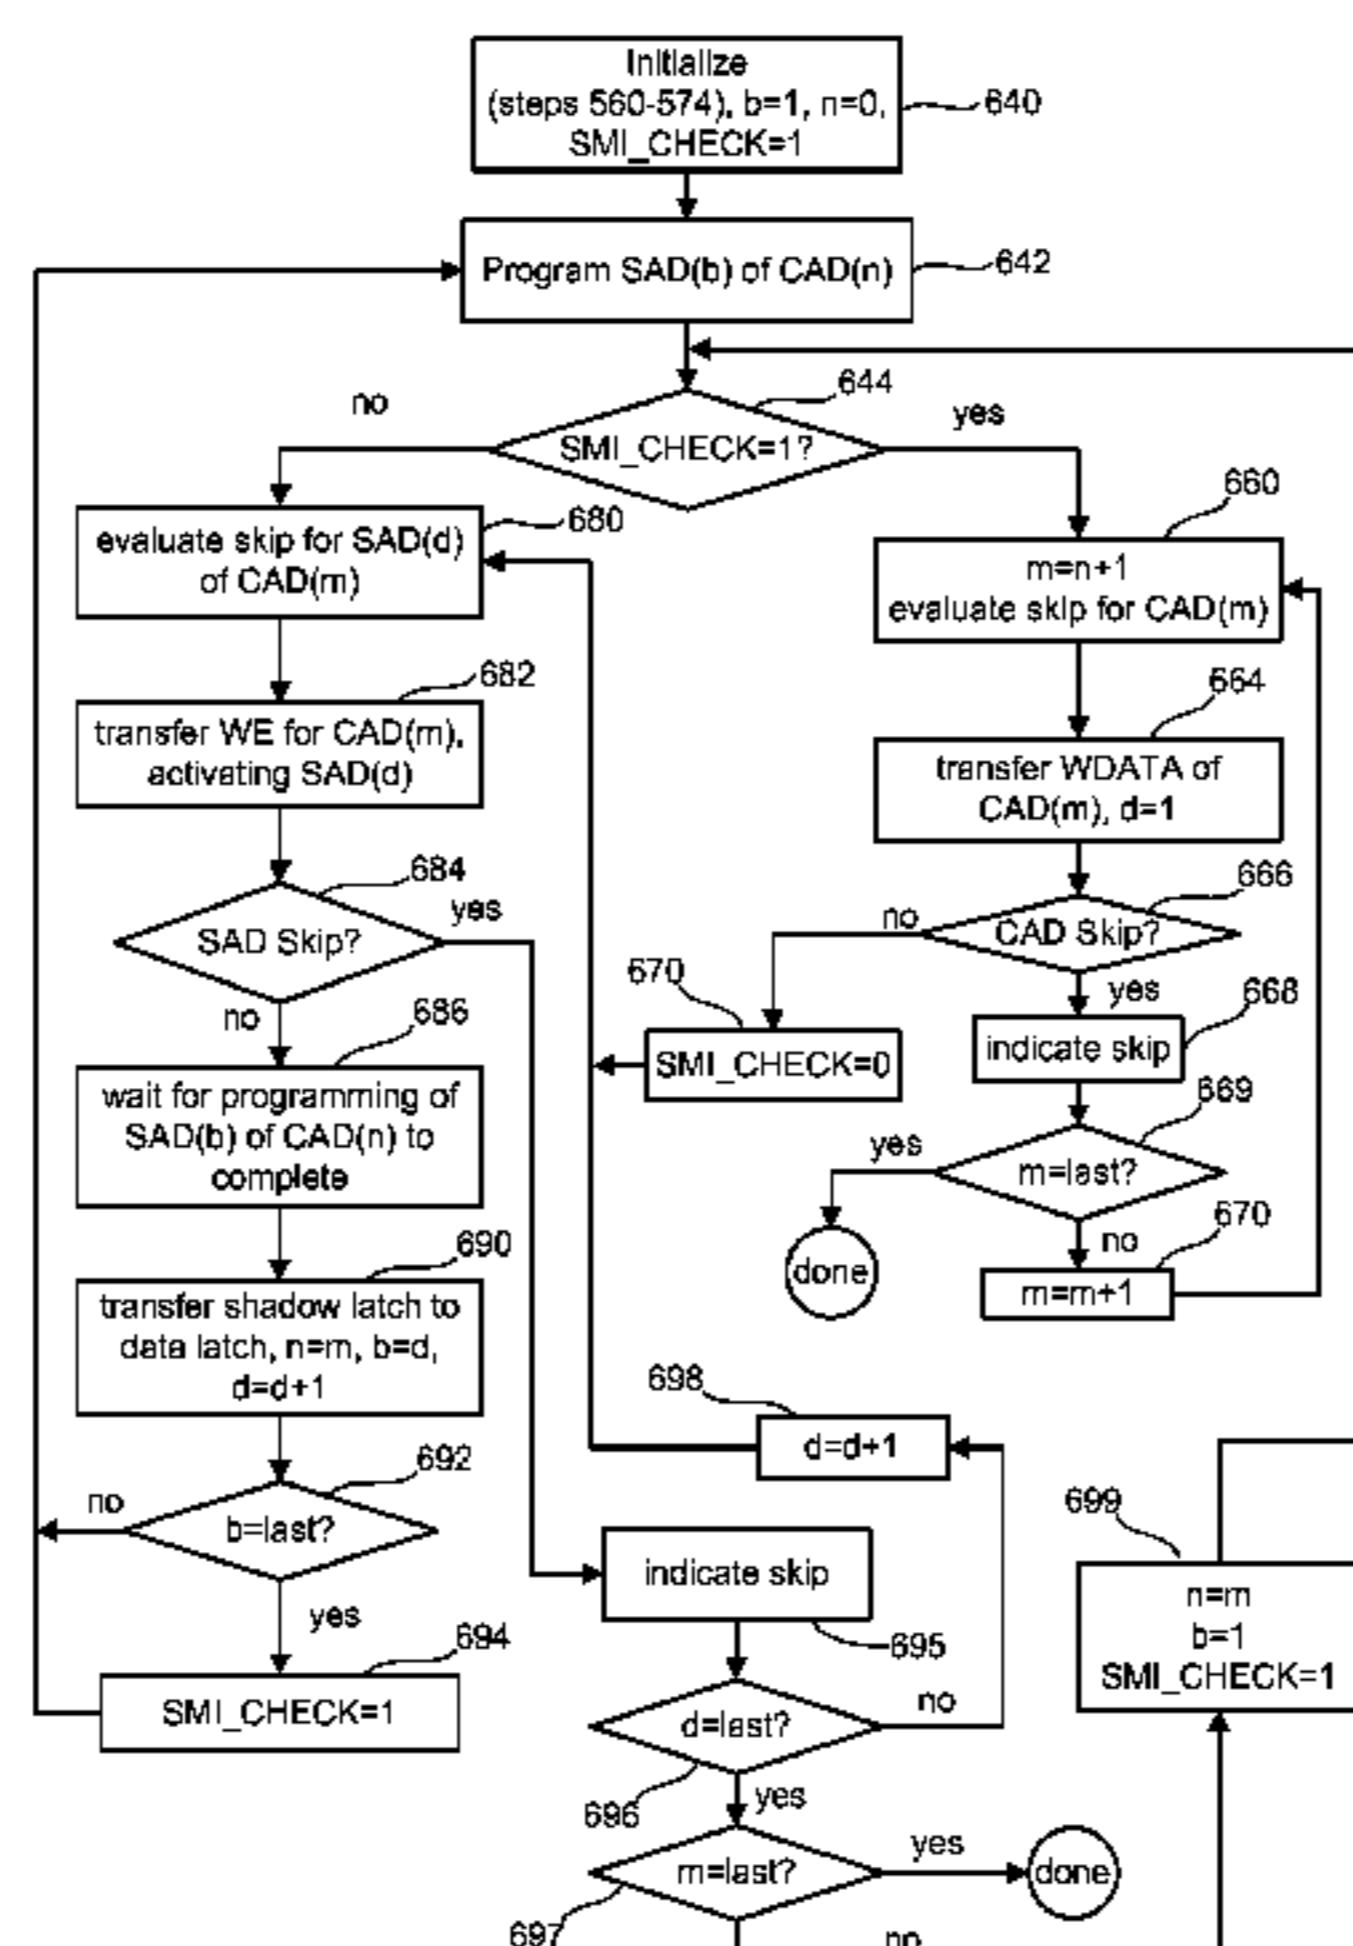 Initialize
(steps 560-574), b=1, n=0,
SMI_CHECK=1
640
Program SAD(b) of CAD(n)
642
644
no
yes
SMI_CHECK=1?
660
680
evaluate skip for SAD(d)
of CAD(m)
m=n+1
evaluate skip for CAD(m)
682
664
transfer WE for CAD(m),
activating SAD(d)
transfer WDATA of
CAD(m), d=1
684
666
yes
no
SAD Skip?
CAD Skip?
670
yes
668
no
686
indicate skip
SMI_CHECK=0
669
wait for programming of
SAD(b) of CAD(n) to
complete
yes
m=last?
670
690
no
done
m=m+1
transfer shadow latch to
data latch, n=m, b=d,
d=d+1
698
d=d+1
692
no
b=last?
699
indicate skip
n=m
b=1
SMI_CHECK=1
yes
694
695
SMI_CHECK=1
no
d=last?
696
yes
yes
m=last?
done
697
no